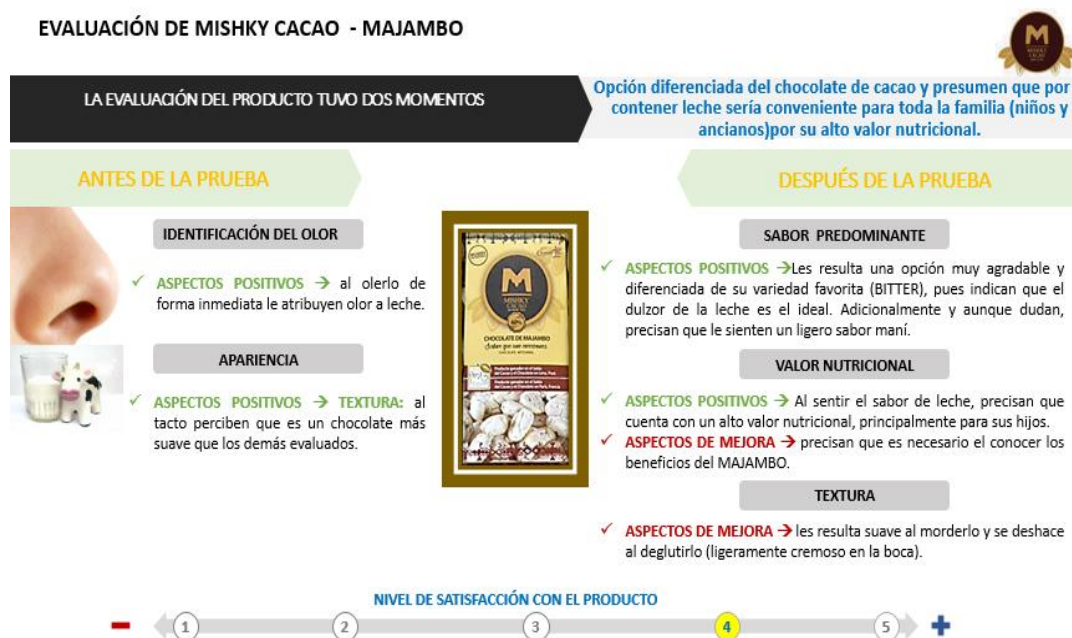 EVALUACIÓN DE MISHKY CACAO - MAJAMBO
M
MISHKY
CACAO
LA EVALUACIÓN DEL PRODUCTO TUVO DOS MOMENTOS
Opción diferenciada del chocolate de cacao y presumen que por
contener leche sería conveniente para toda la familia (niños y
ancianos)por su alto valor nutricional.
ANTES DE LA PRUEBA
IDENTIFICACIÓN DEL OLOR
✓ ASPECTOS POSITIVOS → al olerlo de
forma inmediata le atribuyen olor a leche.
APARIENCIA
✓ ASPECTOS POSITIVOS → TEXTURA: al
tacto perciben que es un chocolate más
suave que los demás evaluados.
M
MISHKY
CACAO
CHOCOLATE DE MAJAMBO
DESPUÉS DE LA PRUEBA
SABOR PREDOMINANTE
✓ ASPECTOS POSITIVOS →Les resulta una opción muy agradable y
diferenciada de su variedad favorita (BITTER), pues indican que el
dulzor de la leche es el ideal. Adicionalmente y aunque dudan,
precisan que le sienten un ligero sabor maní.
VALOR NUTRICIONAL
✓ ASPECTOS POSITIVOS → Al sentir el sabor de leche, precisan que
cuenta con un alto valor nutricional, principalmente para sus hijos.
✓ ASPECTOS DE MEJORA → precisan que es necesario el conocer los
beneficios del MAJAMBO.
TEXTURA
✓ ASPECTOS DE MEJORA → les resulta suave al morderlo y se deshace
al deglutirlo (ligeramente cremoso en la boca).
NIVEL DE SATISFACCIÓN CON EL PRODUCTO
− 1 2 3 4 5 +